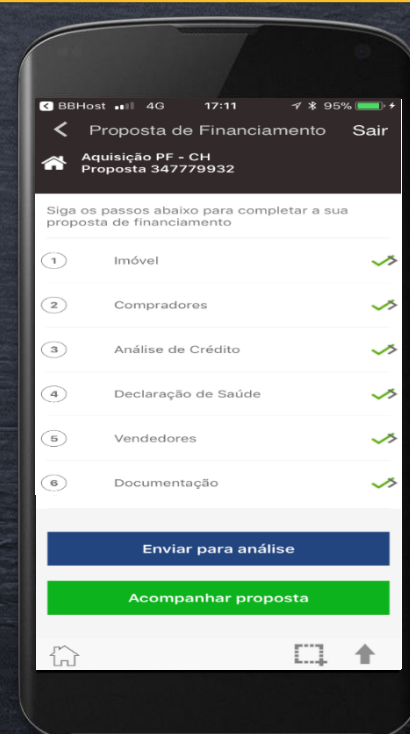 BBHost 4G 17:11 95%
Proposta de Financiamento Sair
Aquisição PF - CH
Proposta 347779932
Siga os passos abaixo para completar a sua
proposta de financiamento
1 Imóvel
2 Compradores
3 Análise de Crédito
4 Declaração de Saúde
5 Vendedores
6 Documentação
Enviar para análise
Acompanhar proposta